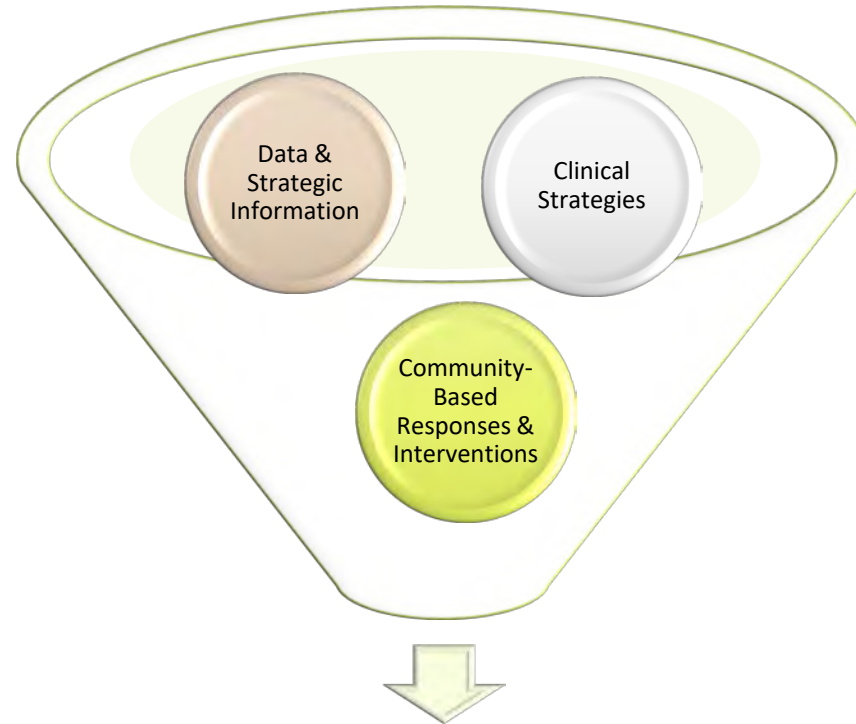 Data &
Strategic
Information
Clinical
Strategies
Community-
Based
Responses &
Interventions